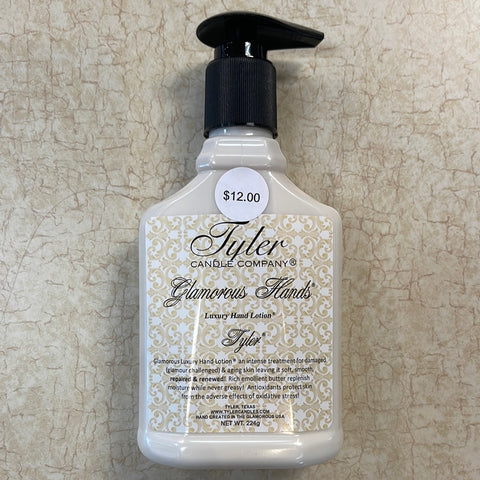 $12.00
Tyler
CANDLE COMPANY®
Glamorous Hands®
Luxury Hand Lotion®
Tyler®
Glamorous Luxury Hand Lotion® an intense treatment for damaged
(glamour challenged) & aging skin leaving it soft, smooth,
repaired & renewed! Rich emollient butter replenish
moisture while never greasy! Antioxidants protect skin
from the adverse effects of oxidative stress!
TYLER, TEXAS
WWW.TYLERCANDLES.COM
HAND CREATED IN THE GLAMOROUS USA
NET WT. 226g